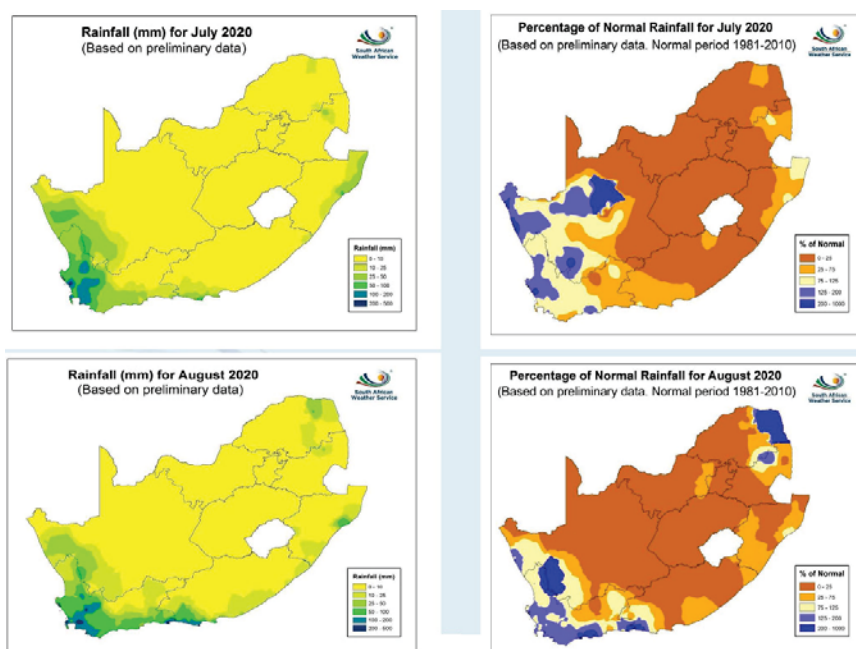 Rainfall (mm) for July 2020
(Based on preliminary data)
South African
Weather Service
Rainfall (mm)
0 - 10
10 - 25
25 - 50
50 - 100
100 - 200
200 - 500
Percentage of Normal Rainfall for July 2020
(Based on preliminary data. Normal period 1981-2010)
South African
Weather Service
% of Normal
0 - 25
25 - 75
75 - 125
125 - 200
200 - 1000
Rainfall (mm) for August 2020
(Based on preliminary data)
South African
Weather Service
Rainfall (mm)
0 - 10
10 - 25
25 - 50
50 - 100
100 - 200
200 - 500
Percentage of Normal Rainfall for August 2020
(Based on preliminary data. Normal period 1981-2010)
South African
Weather Service
% of Normal
0 - 25
25 - 75
75 - 125
125 - 200
200 - 1000